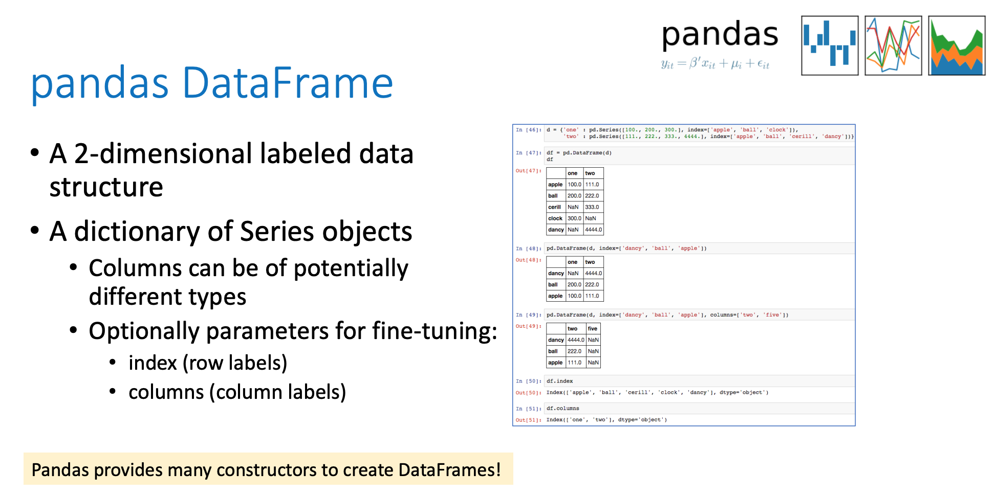 pandas
y_{it} = β′x_{it} + μ_i + ϵ_{it}
pandas DataFrame
• A 2-dimensional labeled data
structure
• A dictionary of Series objects
• Columns can be of potentially
different types
• Optionally parameters for fine-tuning:
• index (row labels)
• columns (column labels)
In [46]: d = {'one' : pd.Series([100., 200., 300.], index=['apple', 'ball', 'clock']),
'two' : pd.Series([111., 222., 333., 4444.], index=['apple', 'ball', 'cerill', 'dancy'])}
In [47]: df = pd.DataFrame(d)
df
Out[47]:
one two
apple 100.0 111.0
ball 200.0 222.0
cerill NaN 333.0
clock 300.0 NaN
dancy NaN 4444.0
In [48]: pd.DataFrame(d, index=['dancy', 'ball', 'apple'])
Out[48]:
one two
dancy NaN 4444.0
ball 200.0 222.0
apple 100.0 111.0
In [49]: pd.DataFrame(d, index=['dancy', 'ball', 'apple'], columns=['two', 'five'])
Out[49]:
two five
dancy 4444.0 NaN
ball 222.0 NaN
apple 111.0 NaN
In [50]: df.index
Out[50]: Index(['apple', 'ball', 'cerill', 'clock', 'dancy'], dtype='object')
In [51]: df.columns
Out[51]: Index(['one', 'two'], dtype='object')
Pandas provides many constructors to create DataFrames!